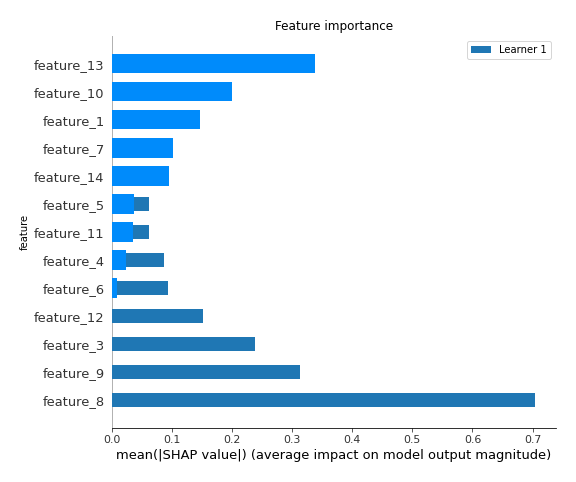 Feature importance
Learner 1
feature_13
feature_10
feature_1
feature_7
feature_14
feature_5
feature_11
feature_4
feature_6
feature_12
feature_3
feature_9
feature_8
feature
0.0 0.1 0.2 0.3 0.4 0.5 0.6 0.7
mean(|SHAP value|) (average impact on model output magnitude)